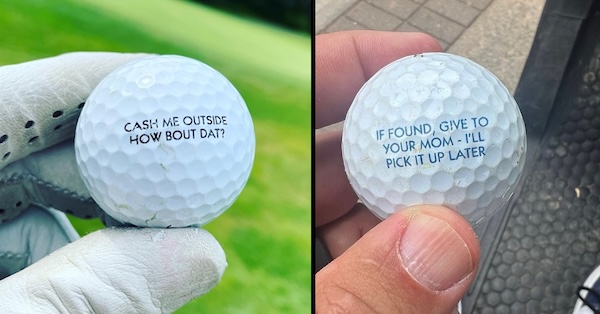 CASH ME OUTSIDE
HOW BOUT DAT?
IF FOUND, GIVE TO
YOUR MOM - I'LL
PICK IT UP LATER